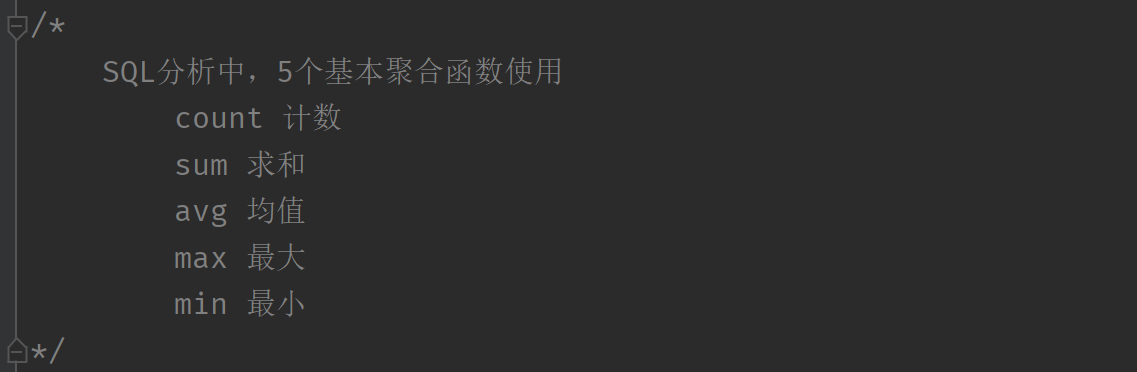 /*
SQL分析中，5个基本聚合函数使用
count 计数
sum 求和
avg 均值
max 最大
min 最小
*/